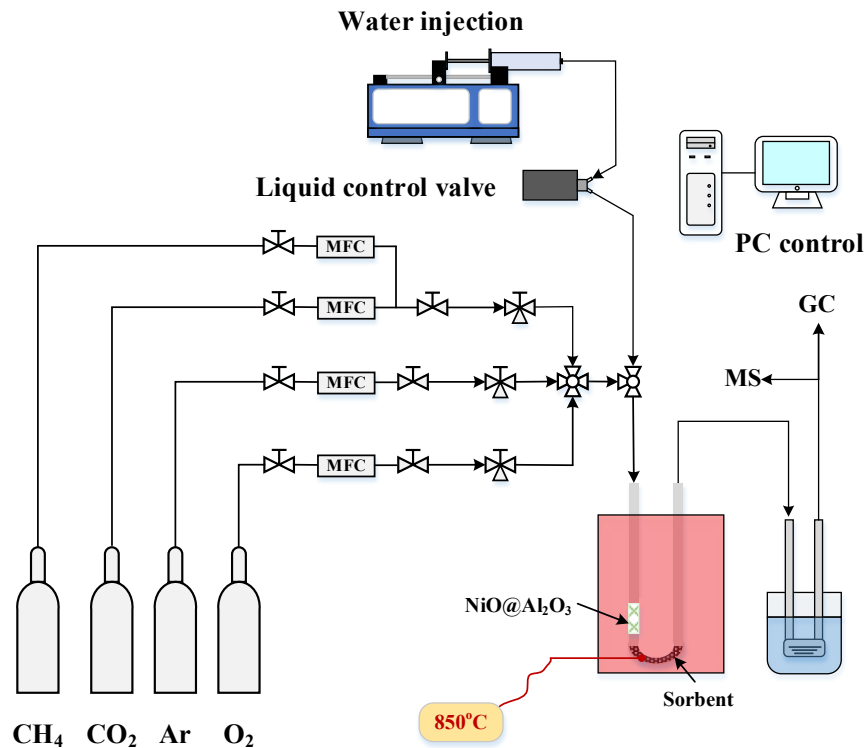 Water injection
Liquid control valve
PC control
MFC
MFC
GC
MFC
MS
MFC
NiO@Al₂O₃
Sorbent
850°C
CH₄ CO₂ Ar O₂